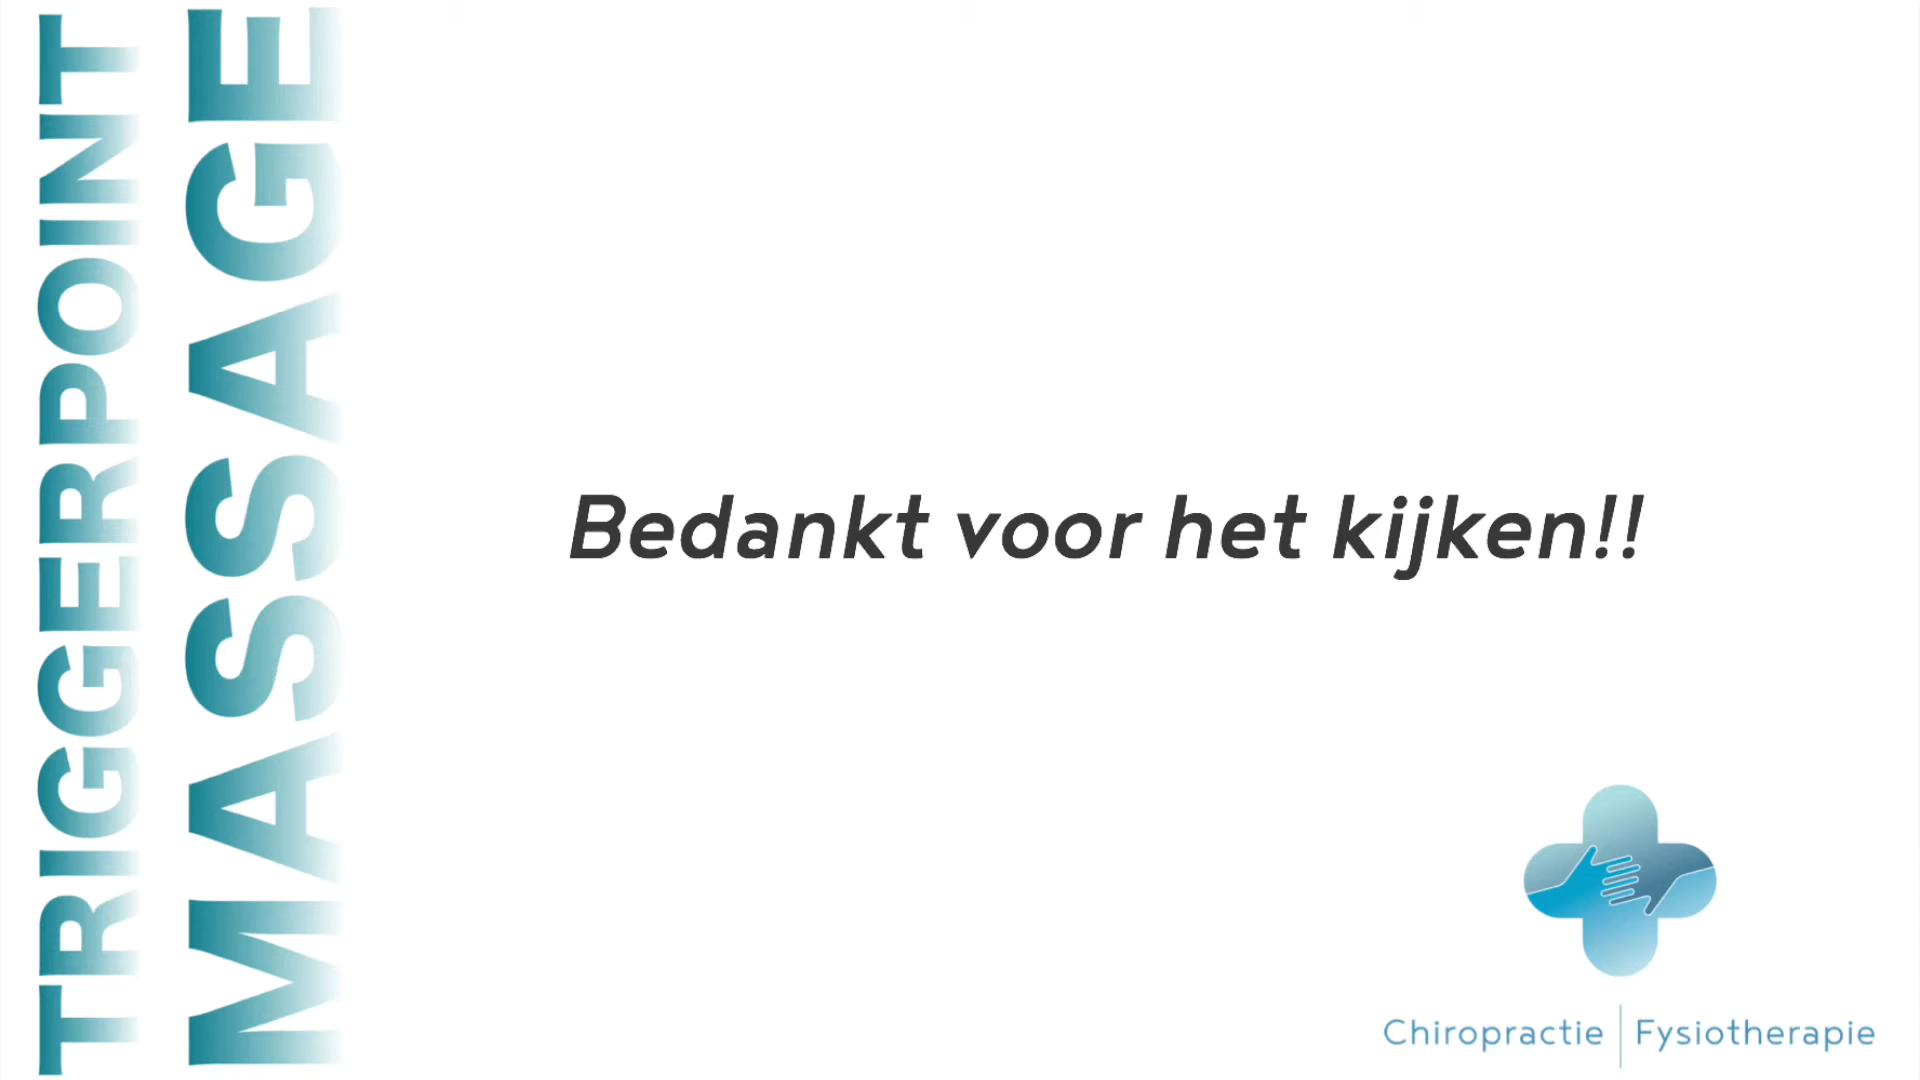 TRIGGERPOINT
MASSAGE
Bedankt voor het kijken!!
Chiropractie | Fysiotherapie